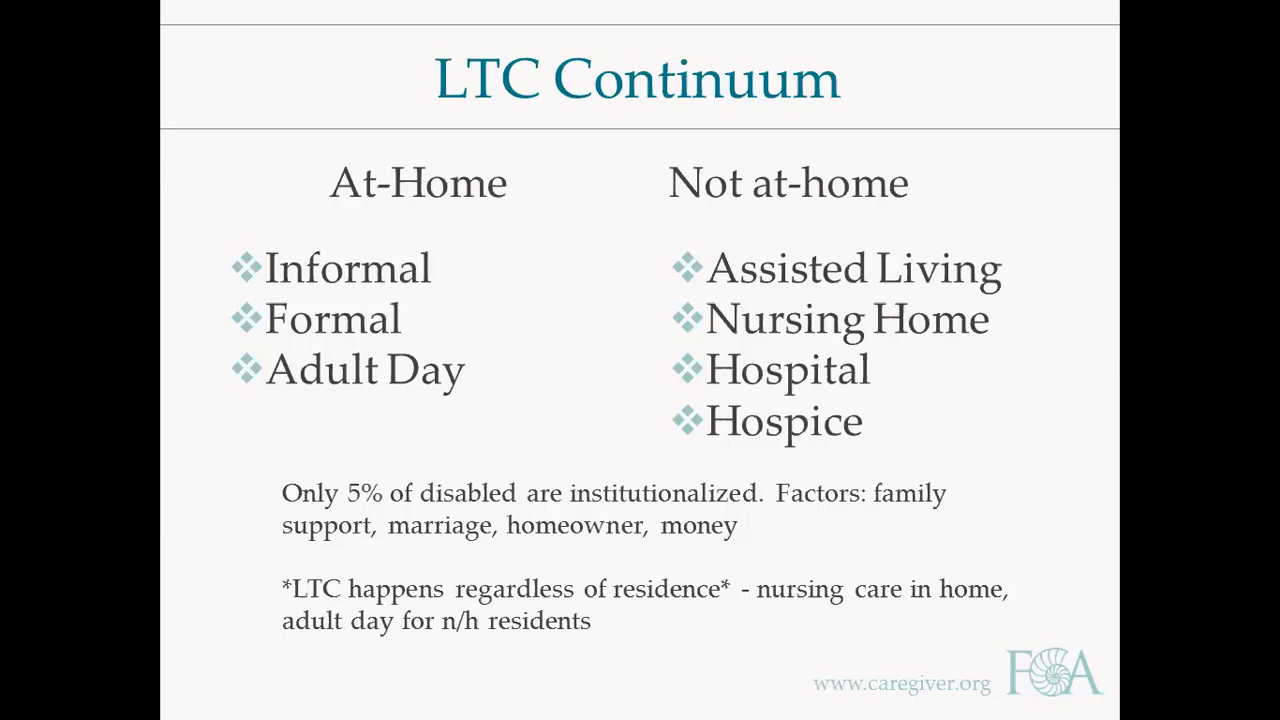 LTC Continuum
At-Home
Informal
Formal
Adult Day
Not at-home
Assisted Living
Nursing Home
Hospital
Hospice
Only 5% of disabled are institutionalized. Factors: family
support, marriage, homeowner, money
*LTC happens regardless of residence* - nursing care in home,
adult day for n/h residents
www.caregiver.org
FCA